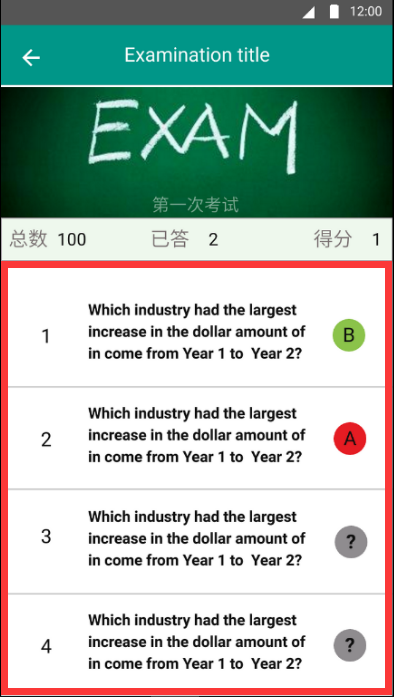 12:00
Examination title
EXAM
第一次考试
总数 100 已答 2 得分 1
1
Which industry had the largest
increase in the dollar amount of
in come from Year 1 to Year 2?
B
2
Which industry had the largest
increase in the dollar amount of
in come from Year 1 to Year 2?
A
3
Which industry had the largest
increase in the dollar amount of
in come from Year 1 to Year 2?
?
4
Which industry had the largest
increase in the dollar amount of
in come from Year 1 to Year 2?
?